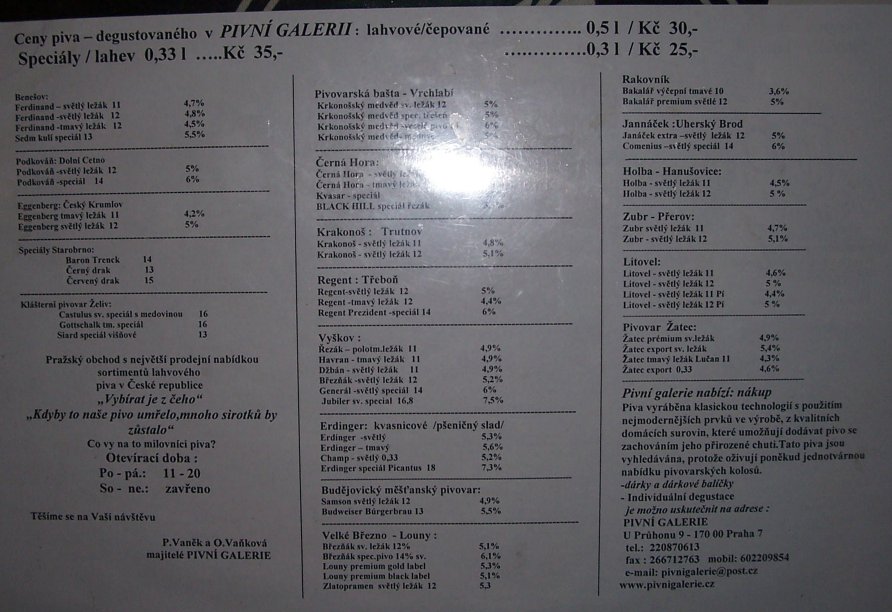 Ceny piva – degustovaného v PIVNÍ GALERII : lahvové/čepované ………….. 0,5 l / Kč 30,-
Speciály / lahev 0,33 l …..Kč 35,- …………..0,3 l / Kč 25,-
Benešov:
Ferdinand – světlý ležák 11 4,7%
Ferdinand -světlý ležák 12 4,8%
Ferdinand -tmavý ležák 12 4,5%
Sedm kulí speciál 13 5,5%
Podkováň: Dolní Cetno
Podkováň -světlý ležák 12 5%
Podkováň -speciál 14 6%
Eggenberg: Český Krumlov
Eggenberg tmavý ležák 11 4,2%
Eggenberg světlý ležák 12 5%
Speciály Starobrno:
Baron Trenck 14
Černý drak 13
Červený drak 15
Klášterní pivovar Želiv:
Castulus sv. speciál s medovinou 16
Gottschalk tm. speciál 16
Siard speciál višňové 13
Pražský obchod s největší prodejní nabídkou
sortimentů lahvového
piva v České republice
„Vybírat je z čeho“
„Kdyby to naše pivo umřelo,mnoho sirotků by
zůstalo“
Co vy na to milovníci piva?
Otevírací doba :
Po - pá.: 11 - 20
So - ne.: zavřeno
Těšíme se na Vaši návštěvu
P.Vaněk a O.Vaňková
majitelé PIVNÍ GALERIE
Pivovarská bašta - Vrchlabí
Krkonošský medvěd sv. ležák 12 5%
Krkonošský medvěd spec. třešeň 5%
Krkonošský medvěd 6%
Krkonošský medvěd- 5%
Černá Hora:
Černá Hora - světlý ležák
Černá Hora - tmavý ležák
Kvasar - speciál
BLACK HILL speciál řezák
Krakonoš : Trutnov
Krakonoš - světlý ležák 11 4,8%
Krakonoš - světlý ležák 12 5,1%
Regent : Třeboň
Regent-světlý ležák 12 5%
Regent -tmavý ležák 12 4,4%
Regent Prezident -speciál 14 6%
Vyškov :
Řezák – polotm.ležák 11 4,9%
Havran - tmavý ležák 11 4,9%
Džbán - světlý ležák 11 4,9%
Březňák -světlý ležák 12 5,2%
Generál -světlý speciál 14 6%
Jubiler sv. special 16,8 7,5%
Erdinger: kvasnicové /pšeničný slad/
Erdinger -světlý 5,3%
Erdinger – tmavý 5,6%
Champ - světlý 0,33 5,2%
Erdinger speciál Picantus 18 7,3%
Budějovický měšťanský pivovar:
Samson světlý ležák 12 4,9%
Budweiser Bürgerbrau 13 5,5%
Velké Březno - Louny :
Březňák sv. ležák 12% 5,1%
Březňák spec.pivo 14% sv. 6,1%
Louny premium gold label 5,3%
Louny premium black label 5,1%
Zlatopramen světlý ležák 12 5,3
Rakovník
Bakalář výčepní tmavé 10 3,6%
Bakalář premium světlé 12 5%
Jannáček :Uherský Brod
Janáček extra –světlý ležák 12 5%
Comenius –světlý speciál 14 6%
Holba - Hanušovice:
Holba - světlý ležák 11 4,5%
Holba - světlý ležák 12 5 %
Zubr - Přerov:
Zubr světlý ležák 11 4,7%
Zubr - světlý ležák 12 5,1%
Litovel:
Litovel - světlý ležák 11 4,6%
Litovel - světlý ležák 12 5 %
Litovel - světlý ležák 11 Pí 4,4%
Litovel - světlý ležák 12 Pí 5 %
Pivovar Žatec:
Žatec prémium sv.ležák 4,9%
Žatec export sv. ležák 5,4%
Žatec tmavý ležák Lučan 11 4,3%
Žatec export 0,33 4,6%
Pivní galerie nabízí: nákup
Piva vyráběna klasickou technologií s použitím
nejmodernějších prvků ve výrobě, z kvalitních
domácích surovin, které umožňují dodávat pivo se
zachováním jeho přirozené chuti.Tato piva jsou
vyhledávána, protože oživují poněkud jednotvárnou
nabídku pivovarských kolosů.
-dárky a dárkové balíčky
- Individuální degustace
je možno uskutečnit na adrese :
PIVNÍ GALERIE
U Průhonu 9 - 170 00 Praha 7
tel.: 220870613
fax : 266712763 mobil: 602209854
e-mail: pivnigalerie@post.cz
www.pivnigalerie.cz